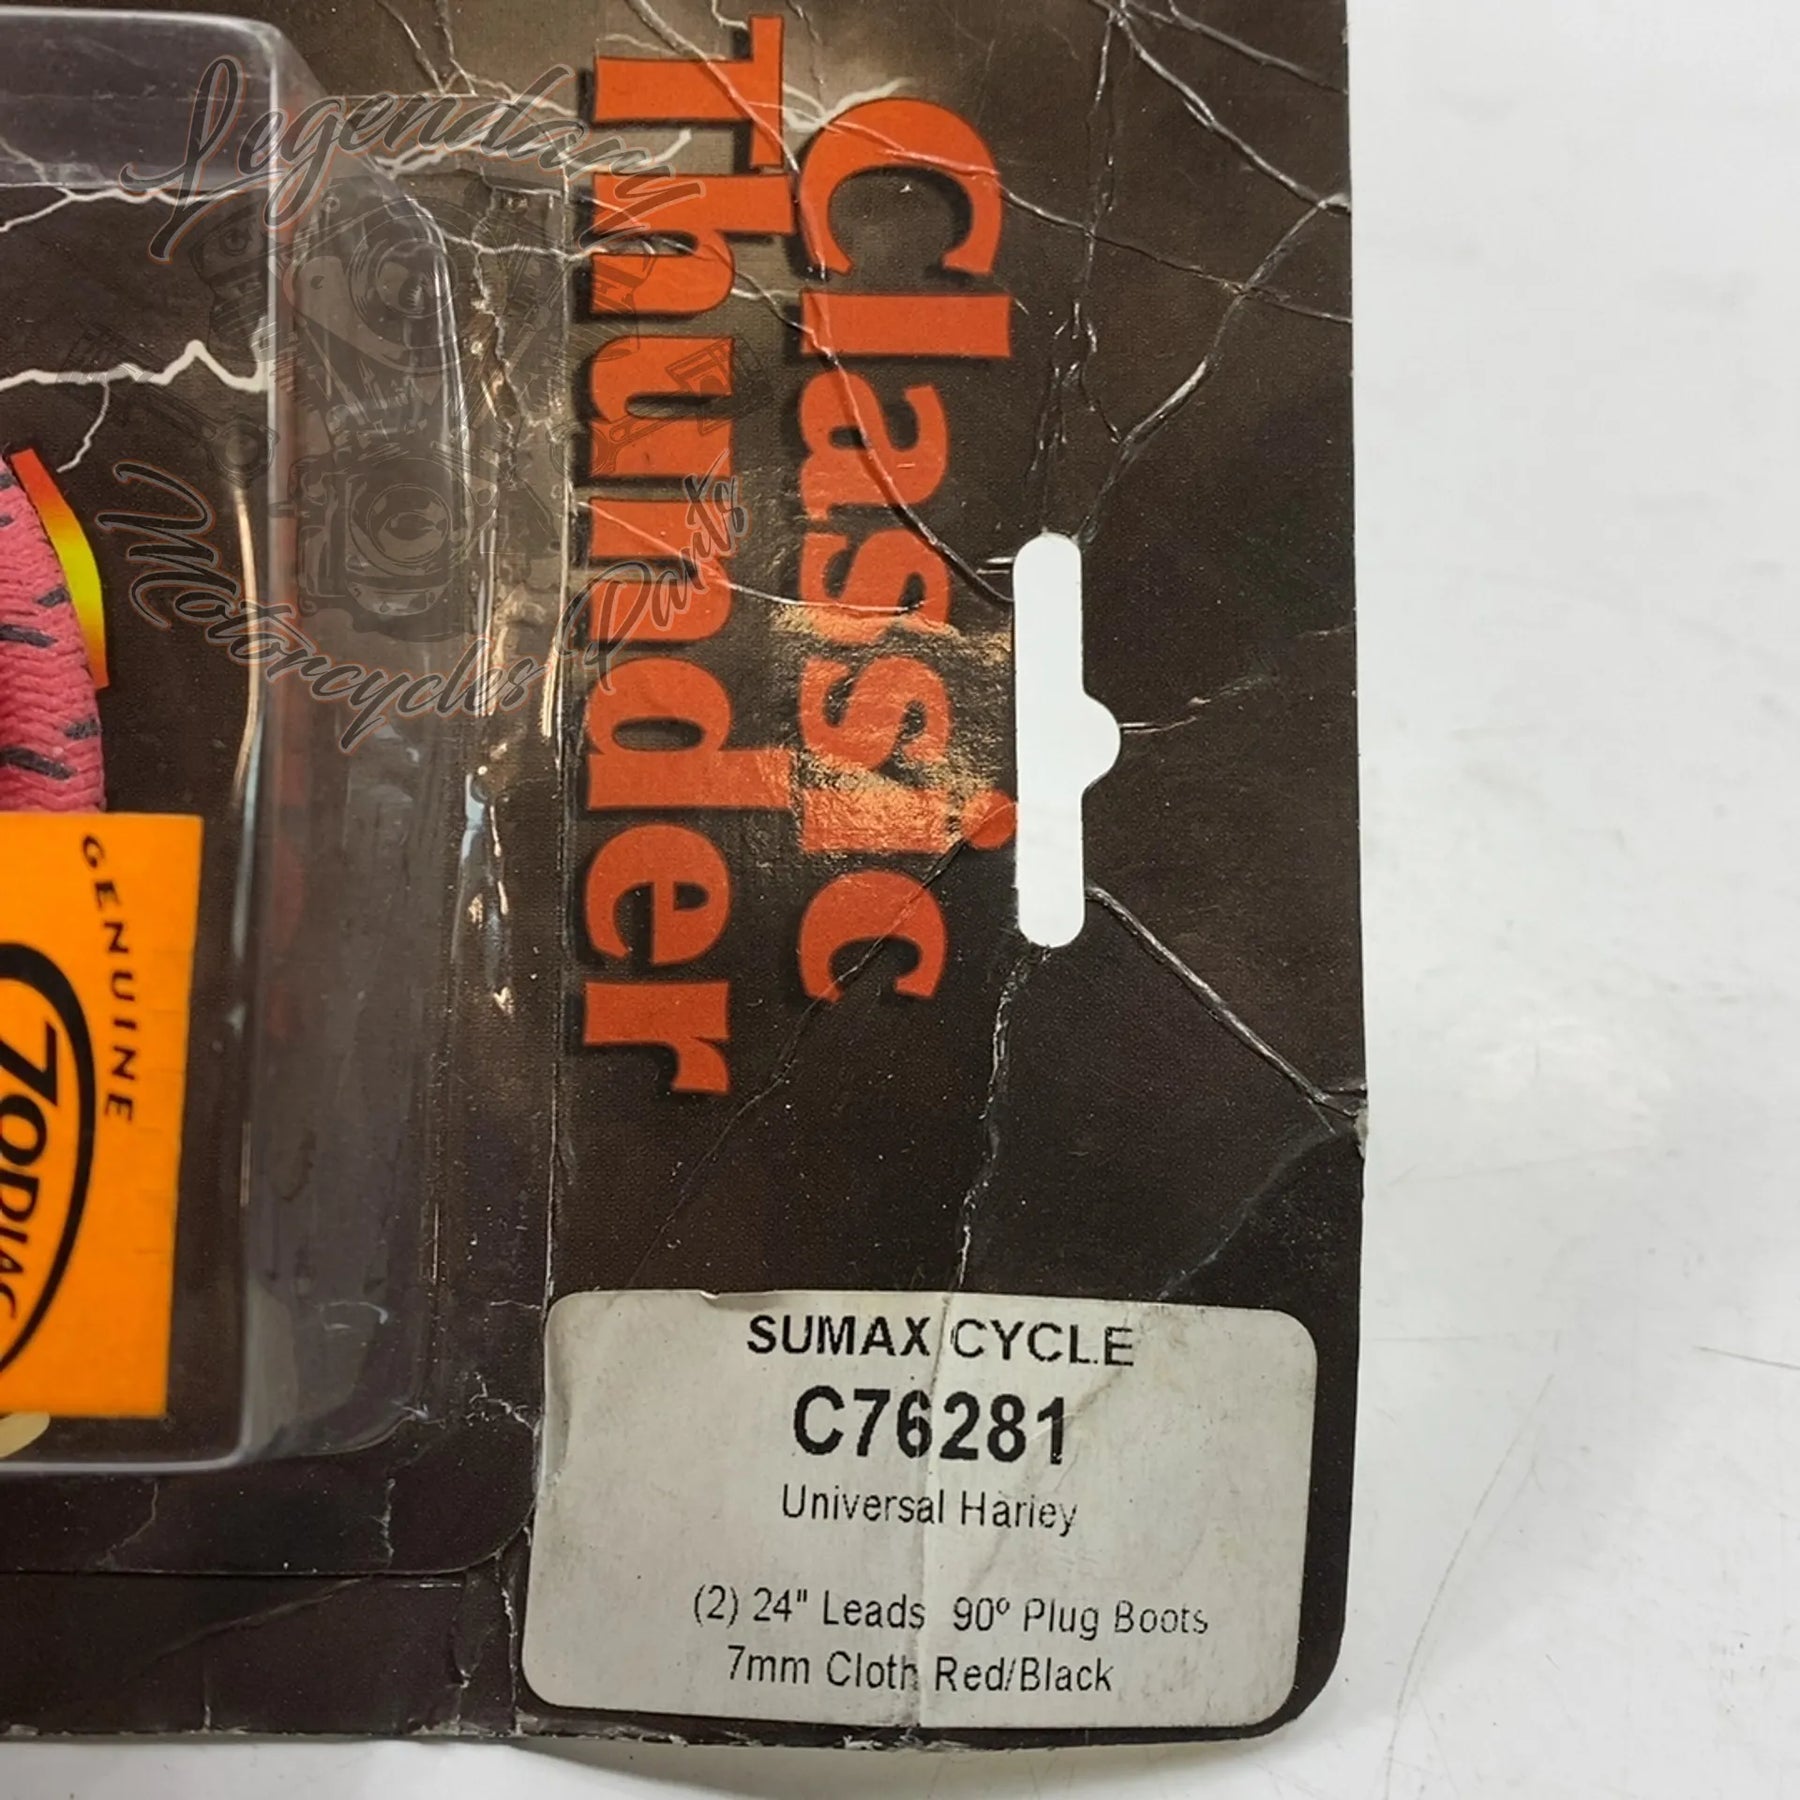 Classic
Thunder
Legendary
Motorcycles Parts
GENUINE
ZODIAC
SUMAX CYCLE
C76281
Universal Harley
(2) 24" Leads 90º Plug Boots
7mm Cloth Red/Black